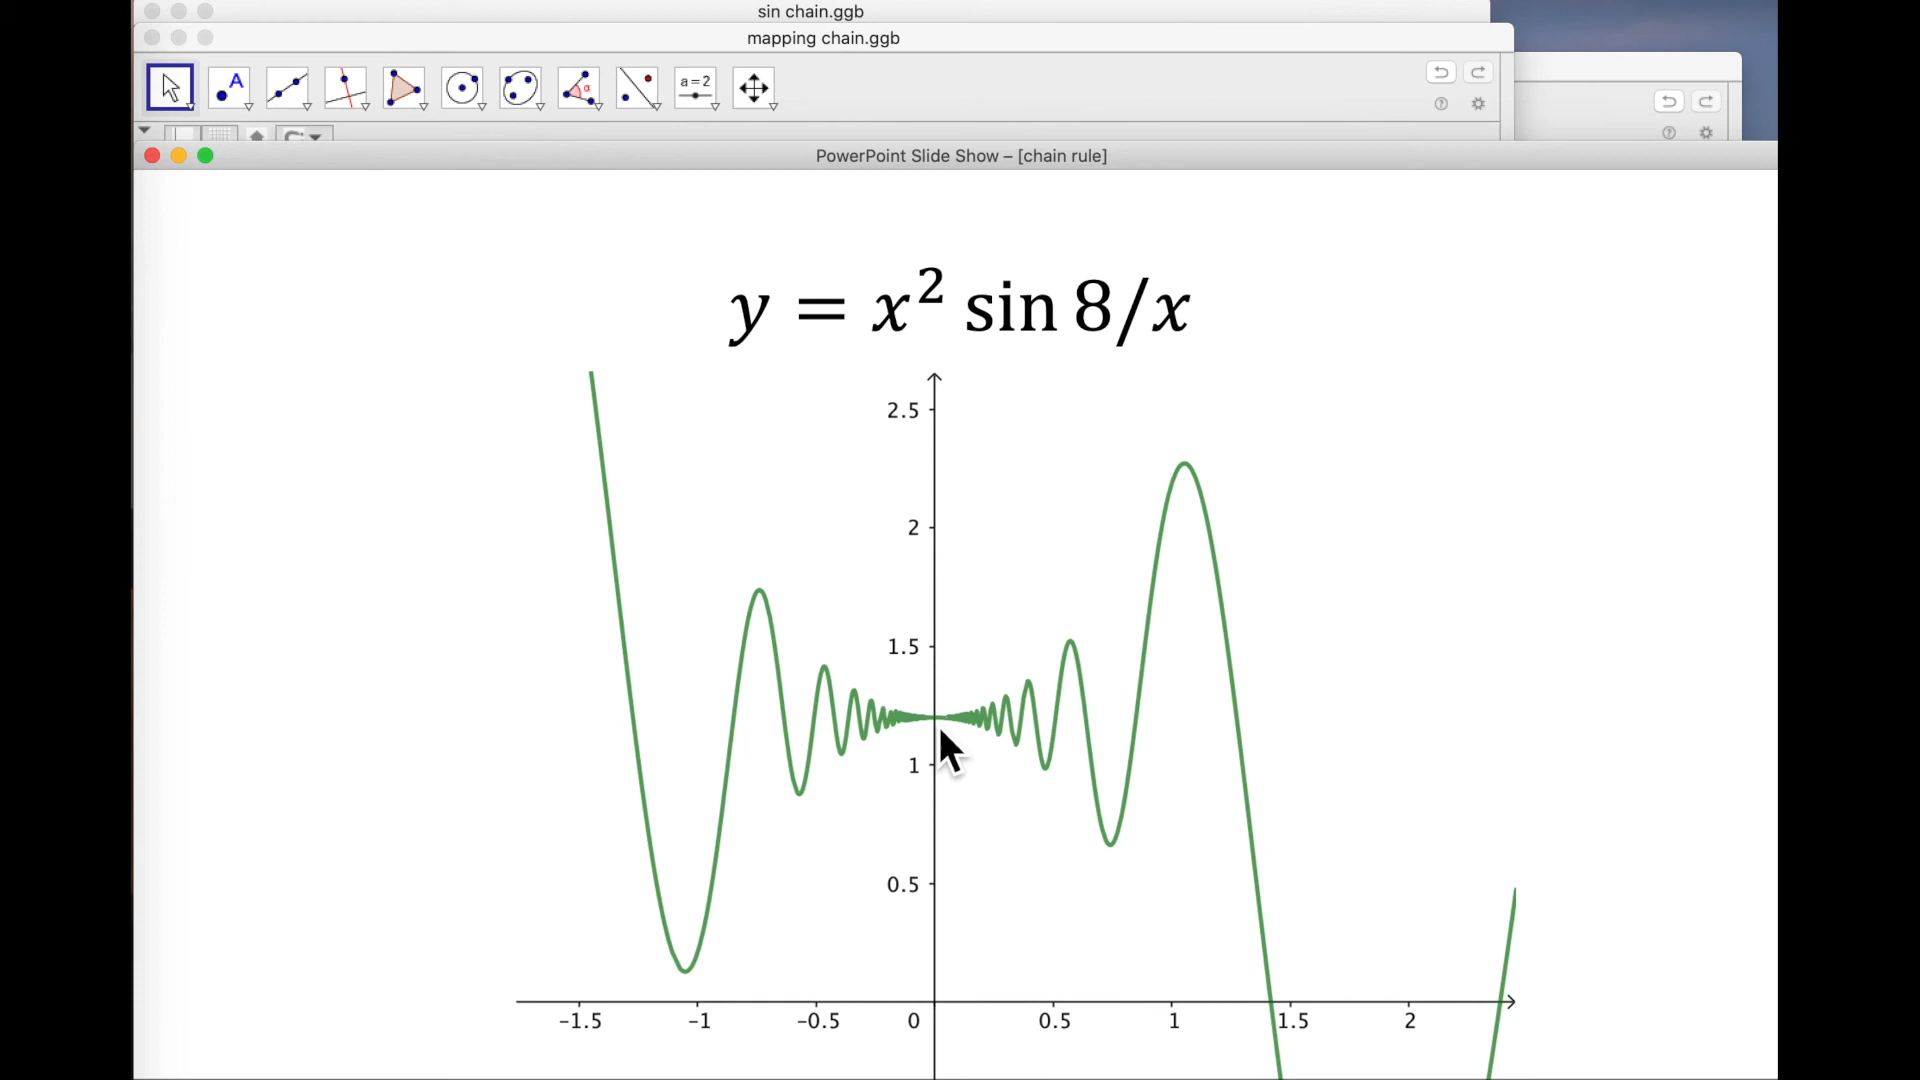 sin chain.ggb
mapping chain.ggb
A
α
a=2
PowerPoint Slide Show – [chain rule]
y = x² sin 8/x
2.5
2
1.5
1
0.5
-1.5 -1 -0.5 0 0.5 1 1.5 2